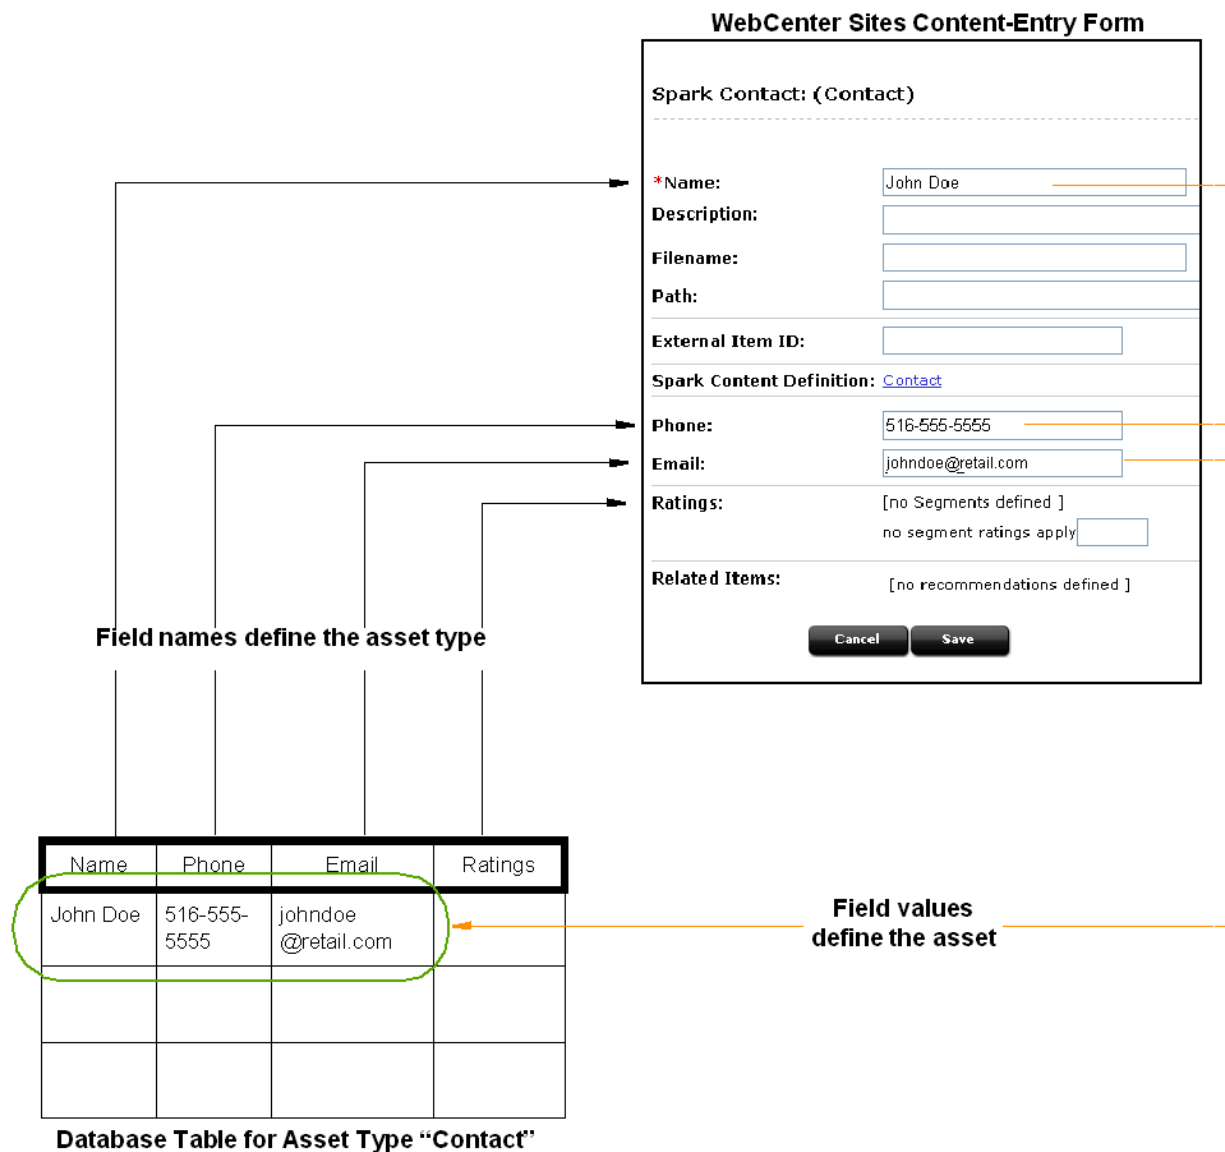 WebCenter Sites Content-Entry Form
Spark Contact: (Contact)
*Name: John Doe
Description:
Filename:
Path:
External Item ID:
Spark Content Definition: Contact
Phone: 516-555-5555
Email: johndoe@retail.com
Ratings: [no Segments defined ]
no segment ratings apply
Related Items: [no recommendations defined ]
Cancel Save
Field names define the asset type
Name Phone Email Ratings
John Doe 516-555- johndoe
5555 @retail.com
Field values
define the asset
Database Table for Asset Type “Contact”